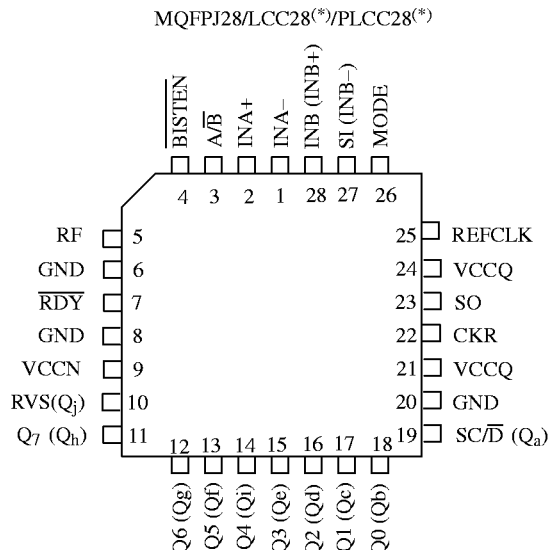 MQFPJ28/LCC28(*)/PLCC28(*)
B̅I̅S̅T̅E̅N̅
A̅/B̅
INA+
INA–
INB (INB+)
SI (INB–)
MODE
4 3 2 1 28 27 26
RF 5
GND 6
R̅D̅Y̅ 7
GND 8
VCCN 9
RVS(Qj) 10
Q7 (Qh) 11
25 REFCLK
24 VCCQ
23 SO
22 CKR
21 VCCQ
20 GND
19 SC/D̅ (Qa)
12 13 14 15 16 17 18
Q6 (Qg)
Q5 (Qf)
Q4 (Qi)
Q3 (Qe)
Q2 (Qd)
Q1 (Qc)
Q0 (Qb)